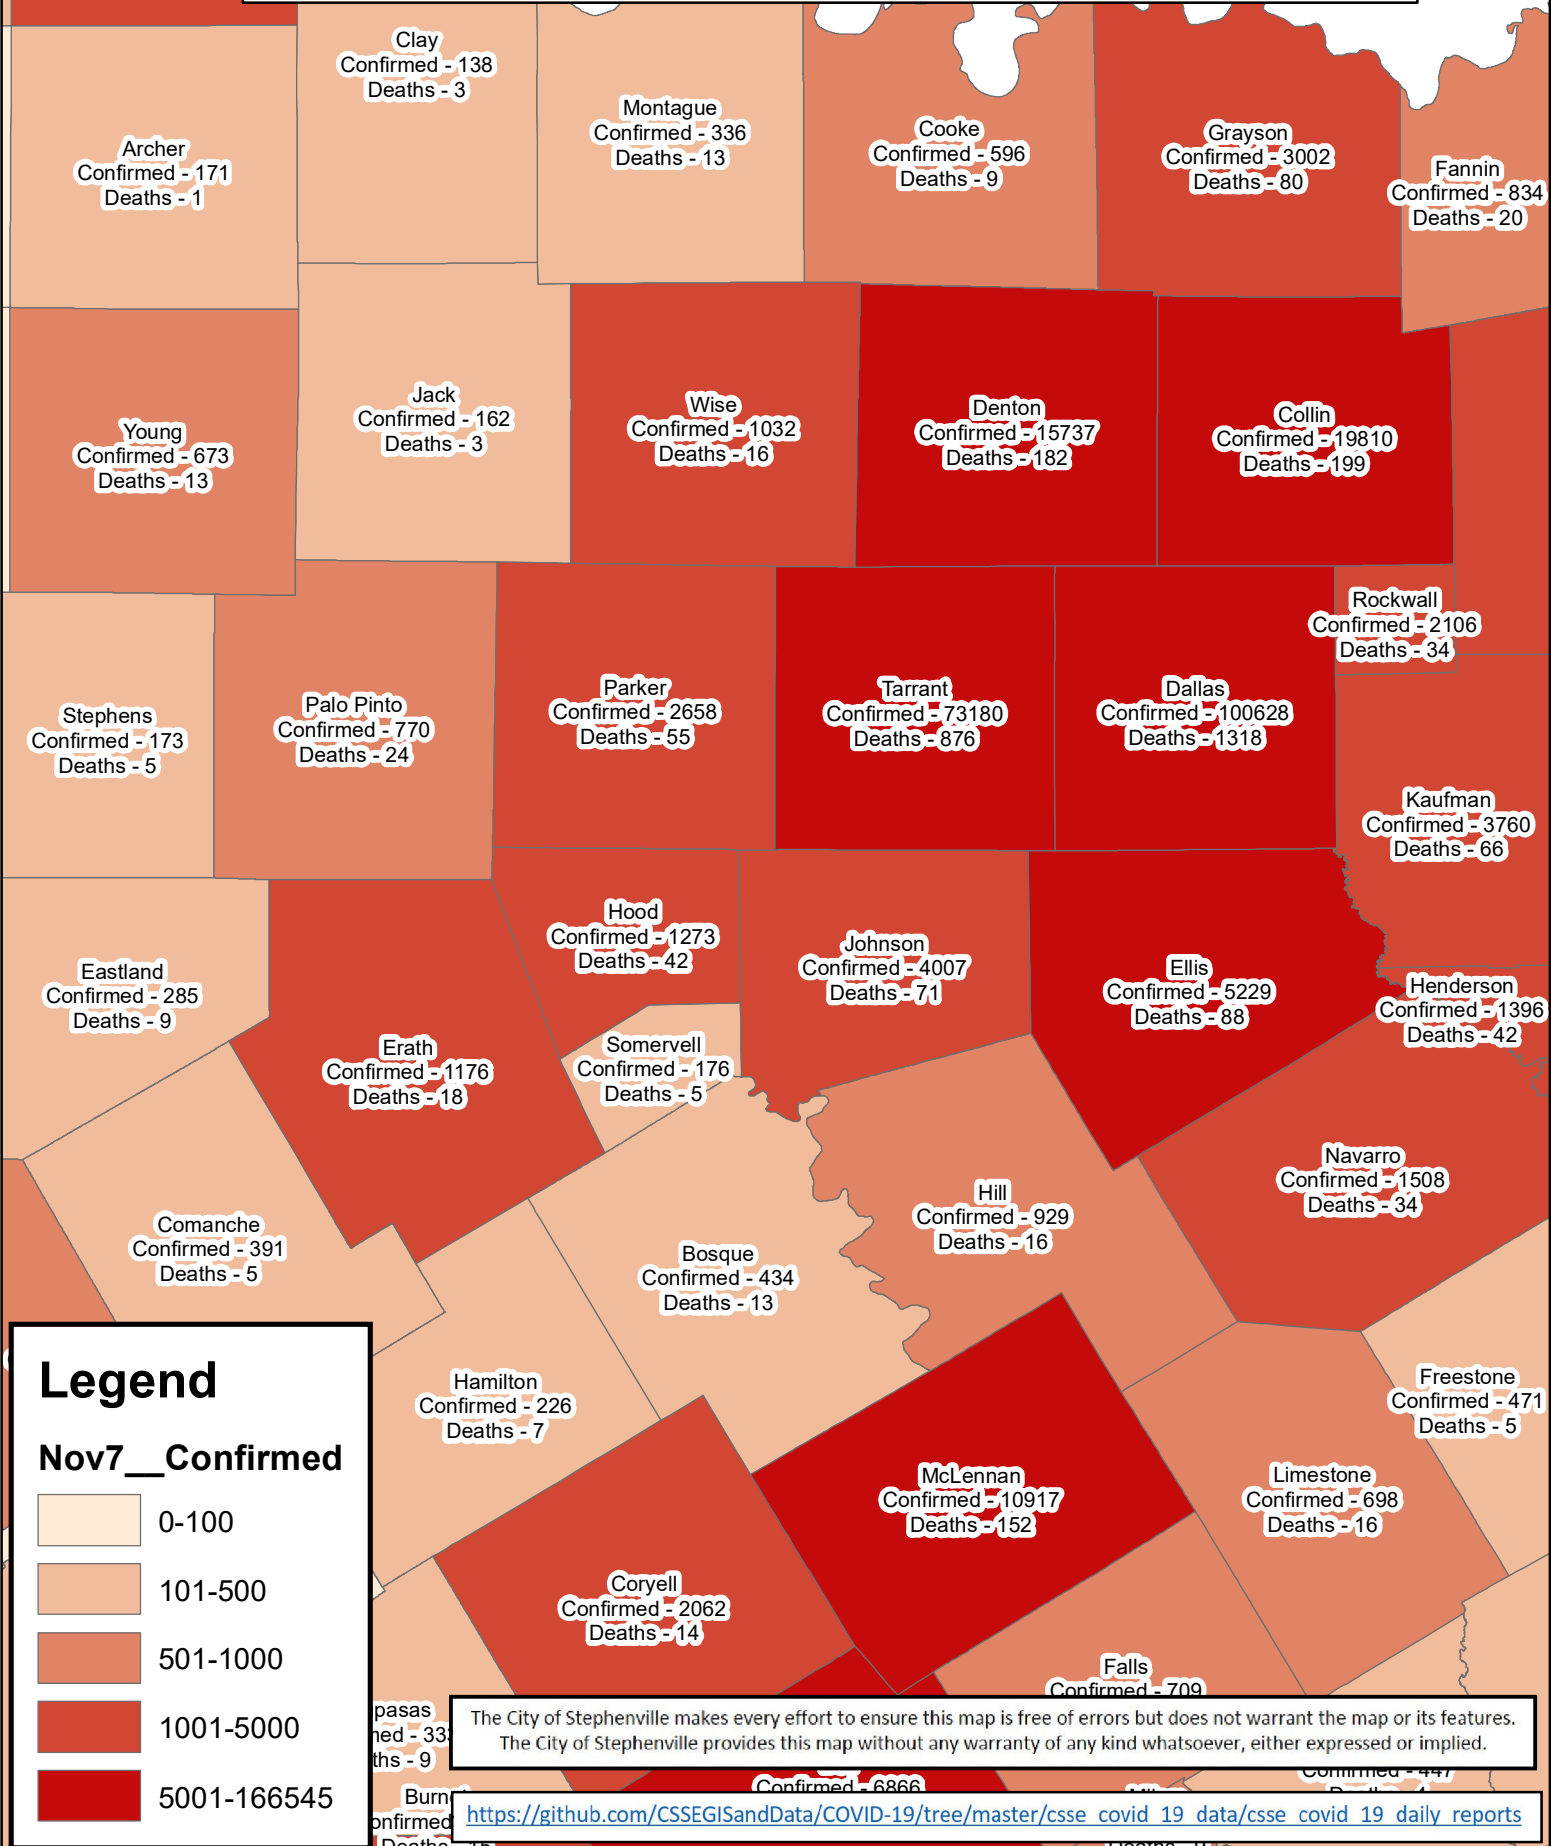 Clay
Confirmed - 138
Deaths - 3
Montague
Confirmed - 336
Deaths - 13
Cooke
Confirmed - 596
Deaths - 9
Grayson
Confirmed - 3002
Deaths - 80
Archer
Confirmed - 171
Deaths - 1
Fannin
Confirmed - 834
Deaths - 20
Young
Confirmed - 673
Deaths - 13
Jack
Confirmed - 162
Deaths - 3
Wise
Confirmed - 1032
Deaths - 16
Denton
Confirmed - 15737
Deaths - 182
Collin
Confirmed - 19810
Deaths - 199
Rockwall
Confirmed - 2106
Deaths - 34
Stephens
Confirmed - 173
Deaths - 5
Palo Pinto
Confirmed - 770
Deaths - 24
Parker
Confirmed - 2658
Deaths - 55
Tarrant
Confirmed - 73180
Deaths - 876
Dallas
Confirmed - 100628
Deaths - 1318
Kaufman
Confirmed - 3760
Deaths - 66
Eastland
Confirmed - 285
Deaths - 9
Hood
Confirmed - 1273
Deaths - 42
Johnson
Confirmed - 4007
Deaths - 71
Ellis
Confirmed - 5229
Deaths - 88
Henderson
Confirmed - 1396
Deaths - 42
Erath
Confirmed - 1176
Deaths - 18
Somervell
Confirmed - 176
Deaths - 5
Navarro
Confirmed - 1508
Deaths - 34
Comanche
Confirmed - 391
Deaths - 5
Bosque
Confirmed - 434
Deaths - 13
Hill
Confirmed - 929
Deaths - 16
Hamilton
Confirmed - 226
Deaths - 7
Freestone
Confirmed - 471
Deaths - 5
McLennan
Confirmed - 10917
Deaths - 152
Limestone
Confirmed - 698
Deaths - 16
Coryell
Confirmed - 2062
Deaths - 14
Falls
Confirmed - 709
pasas
ned - 33
ths - 9
Burn
onfirmed
Confirmed - 6866
Confirmed - 447
Legend
Nov7__Confirmed
0-100
101-500
501-1000
1001-5000
5001-166545
The City of Stephenville makes every effort to ensure this map is free of errors but does not warrant the map or its features.
The City of Stephenville provides this map without any warranty of any kind whatsoever, either expressed or implied.
https://github.com/CSSEGISandData/COVID-19/tree/master/csse_covid_19_data/csse_covid_19_daily_reports